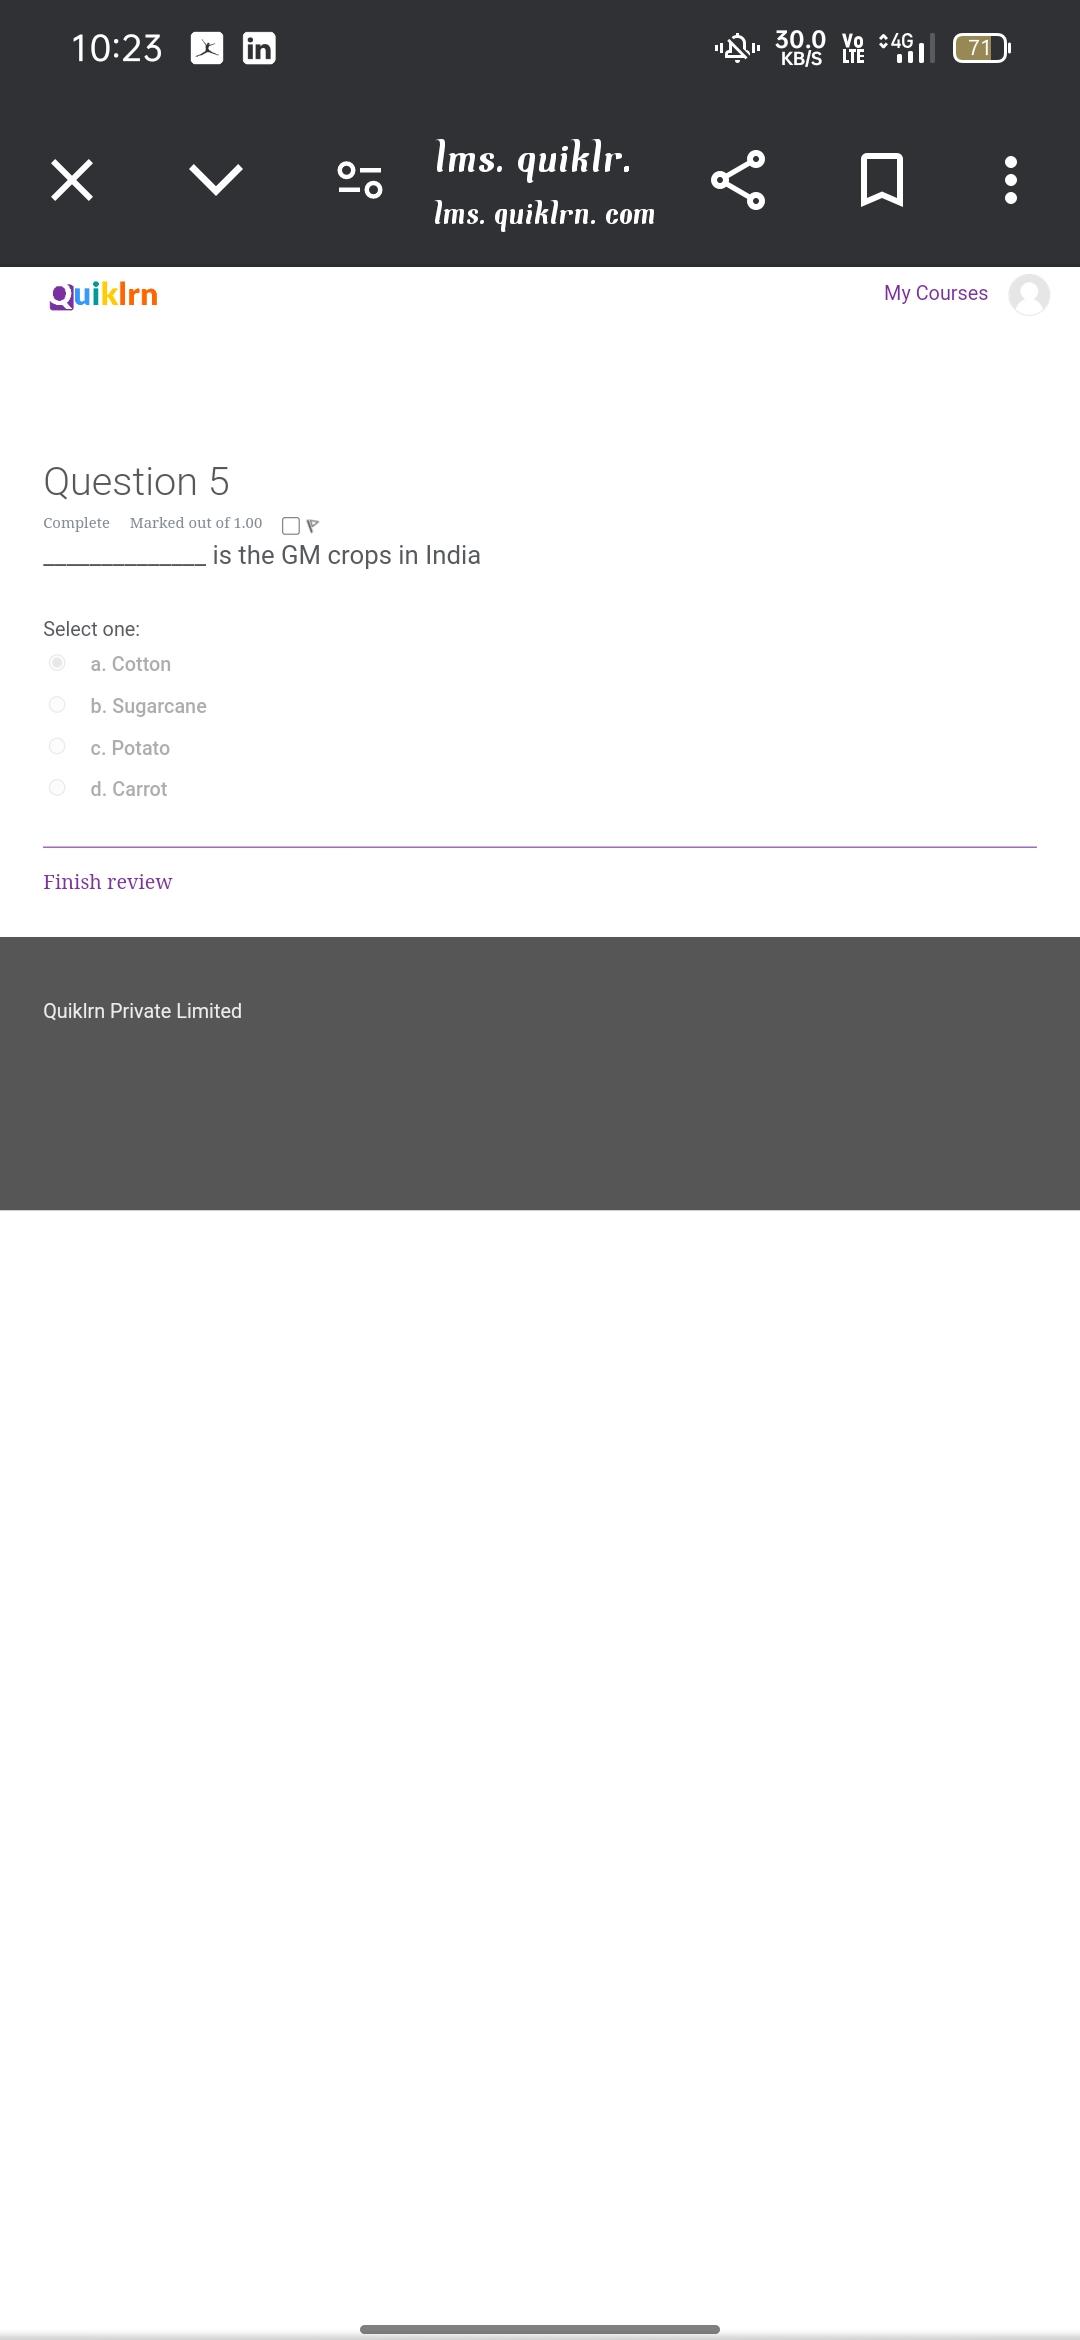 10:23 in 30.0 KB/S Vo LTE 4G 71
lms. quiklr.
lms. quiklrn. com
Quiklrn My Courses
Question 5
Complete Marked out of 1.00
______________ is the GM crops in India
Select one:
a. Cotton
b. Sugarcane
c. Potato
d. Carrot
Finish review
Quiklrn Private Limited